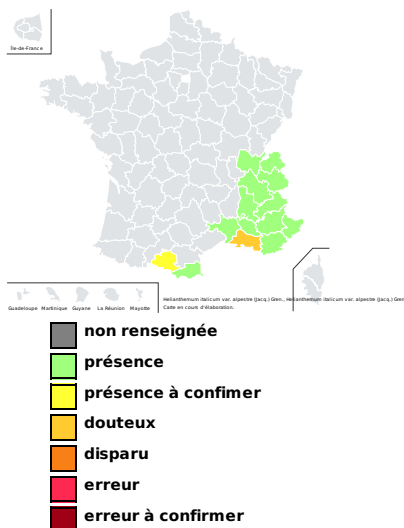 Île-de-France
Guadeloupe Martinique Guyane La Réunion Mayotte
Helianthemum italicum var. alpestre (Jacq.) Gren., Helianthemum italicum var. alpestre (Jacq.) Gren
Carte en cours d'élaboration.
non renseignée
présence
présence à confimer
douteux
disparu
erreur
erreur à confirmer